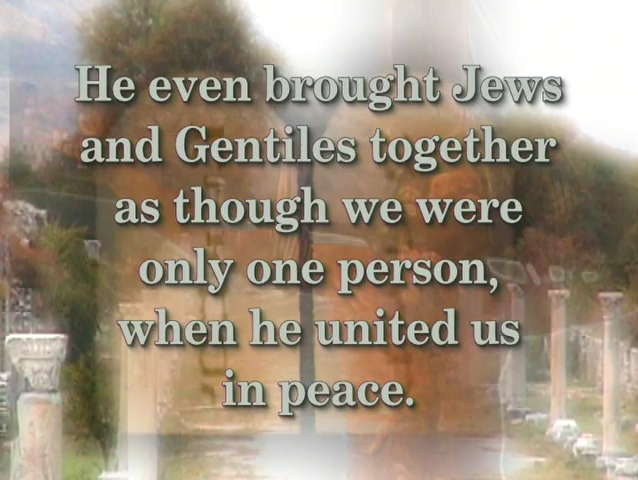 He even brought Jews
and Gentiles together
as though we were
only one person,
when he united us
in peace.